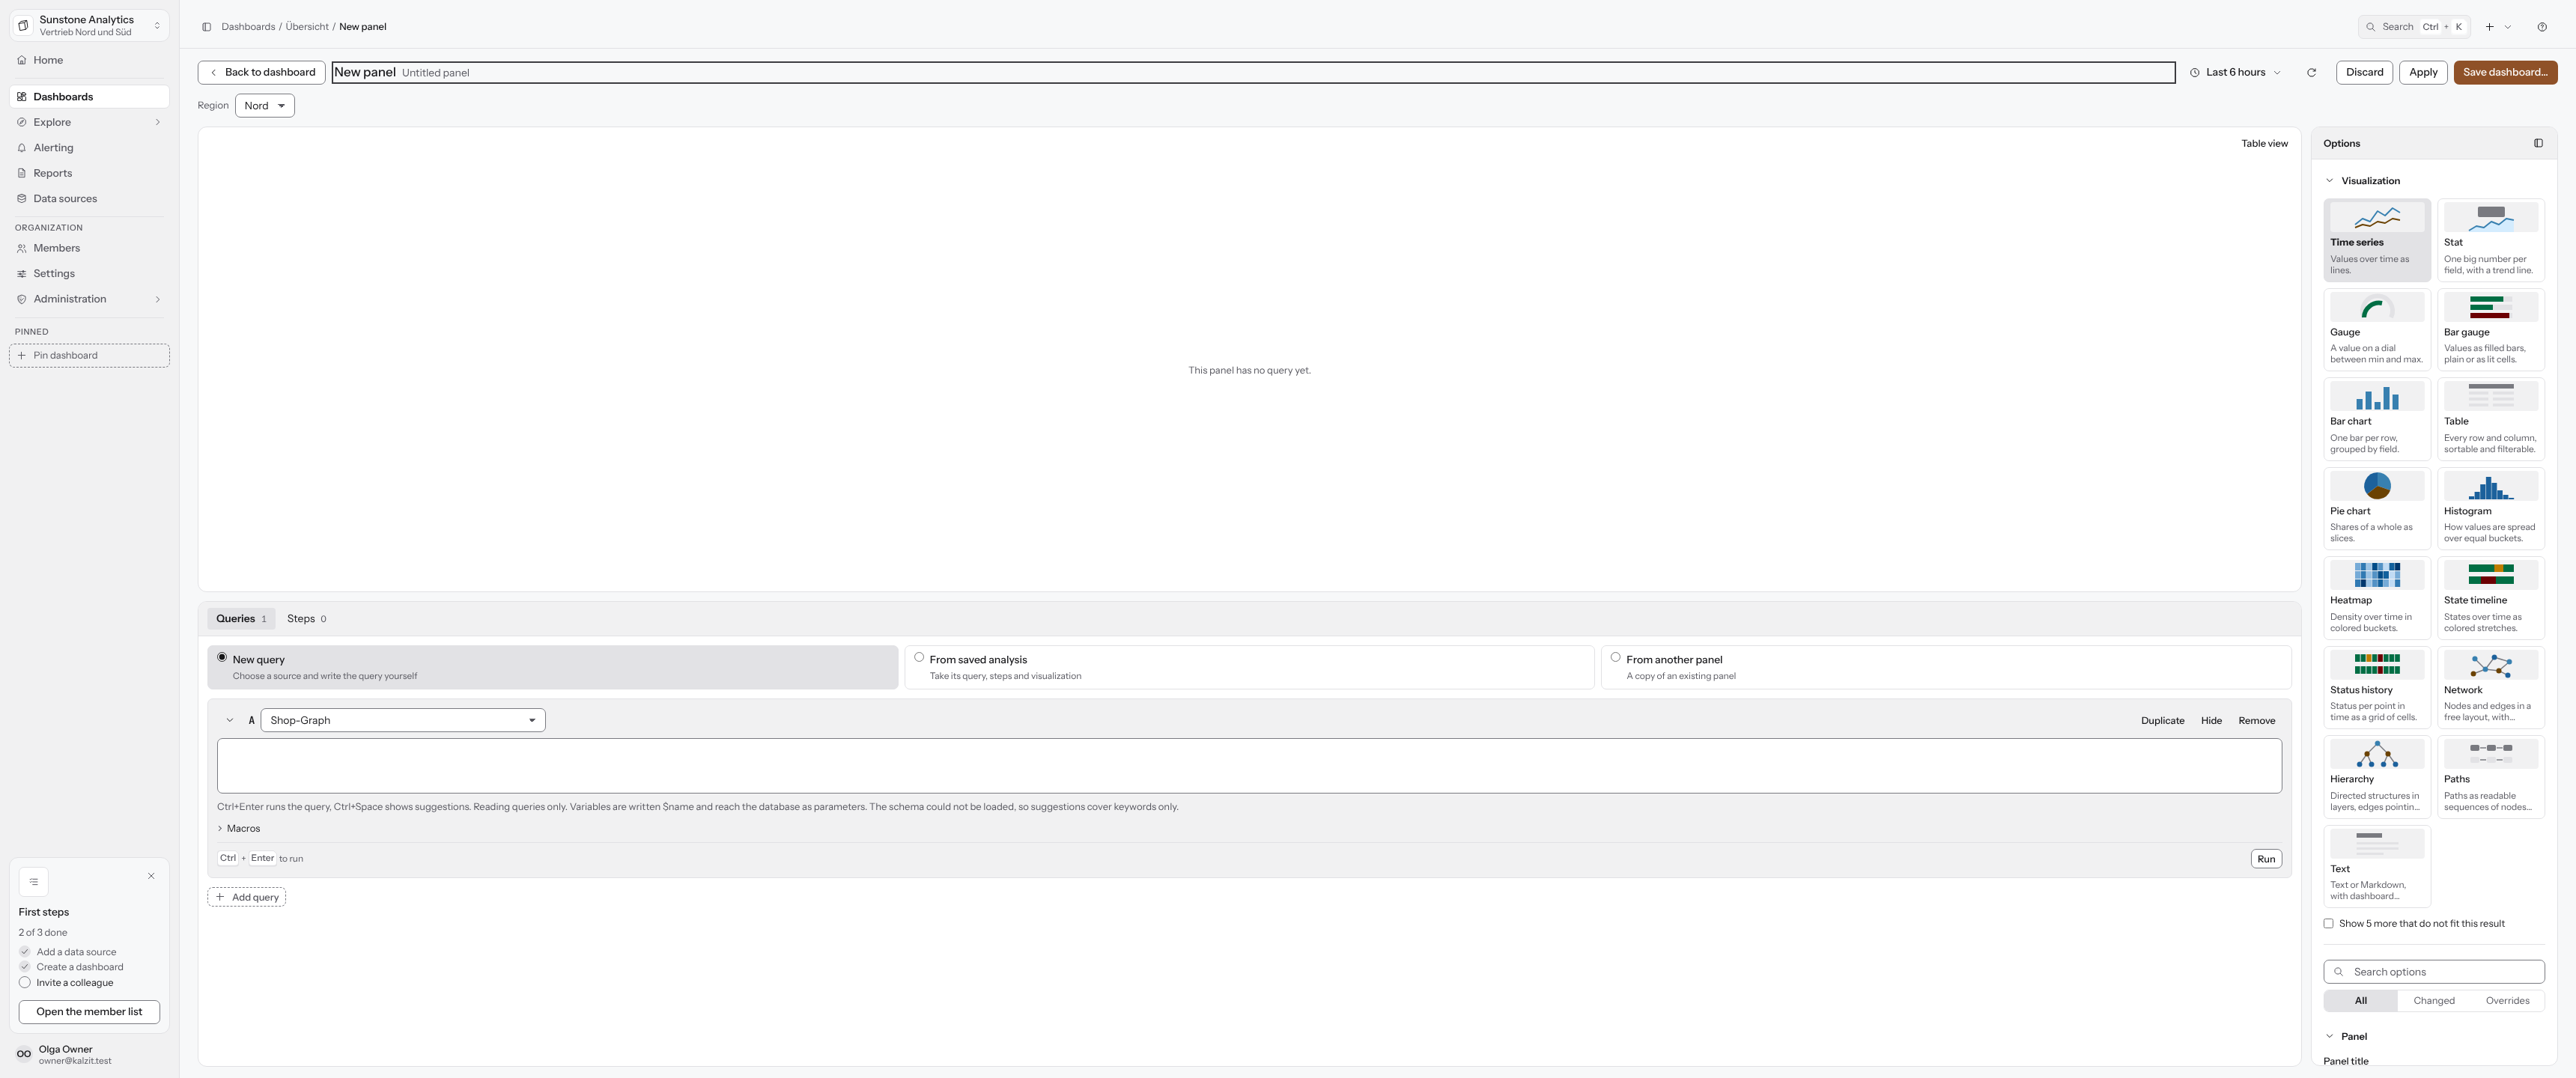 Sunstone Analytics
Vertrieb Nord und Süd
Home
Dashboards
Explore
Alerting
Reports
Data sources
ORGANIZATION
Members
Settings
Administration
PINNED
Pin dashboard
First steps
2 of 3 done
Add a data source
Create a dashboard
Invite a colleague
Open the member list
OO
Olga Owner
owner@kalzit.test
Dashboards / Übersicht / New panel
Search Ctrl + K
Back to dashboard
New panel Untitled panel
Last 6 hours
Discard
Apply
Save dashboard...
Region Nord
Table view
This panel has no query yet.
Queries 1
Steps 0
New query
Choose a source and write the query yourself
From saved analysis
Take its query, steps and visualization
From another panel
A copy of an existing panel
A Shop-Graph
Duplicate Hide Remove
Ctrl+Enter runs the query, Ctrl+Space shows suggestions. Reading queries only. Variables are written $name and reach the database as parameters. The schema could not be loaded, so suggestions cover keywords only.
Macros
Ctrl + Enter to run
Run
Add query
Options
Visualization
Time series
Values over time as
lines.
Stat
One big number per
field, with a trend line.
Gauge
A value on a dial
between min and max.
Bar gauge
Values as filled bars,
plain or as lit cells.
Bar chart
One bar per row,
grouped by field.
Table
Every row and column,
sortable and filterable.
Pie chart
Shares of a whole as
slices.
Histogram
How values are spread
over equal buckets.
Heatmap
Density over time in
colored buckets.
State timeline
States over time as
colored stretches.
Status history
Status per point in
time as a grid of cells.
Network
Nodes and edges in a
free layout, with...
Hierarchy
Directed structures in
layers, edges pointin...
Paths
Paths as readable
sequences of nodes...
Text
Text or Markdown,
with dashboard...
Show 5 more that do not fit this result
Search options
All Changed Overrides
Panel
Panel title